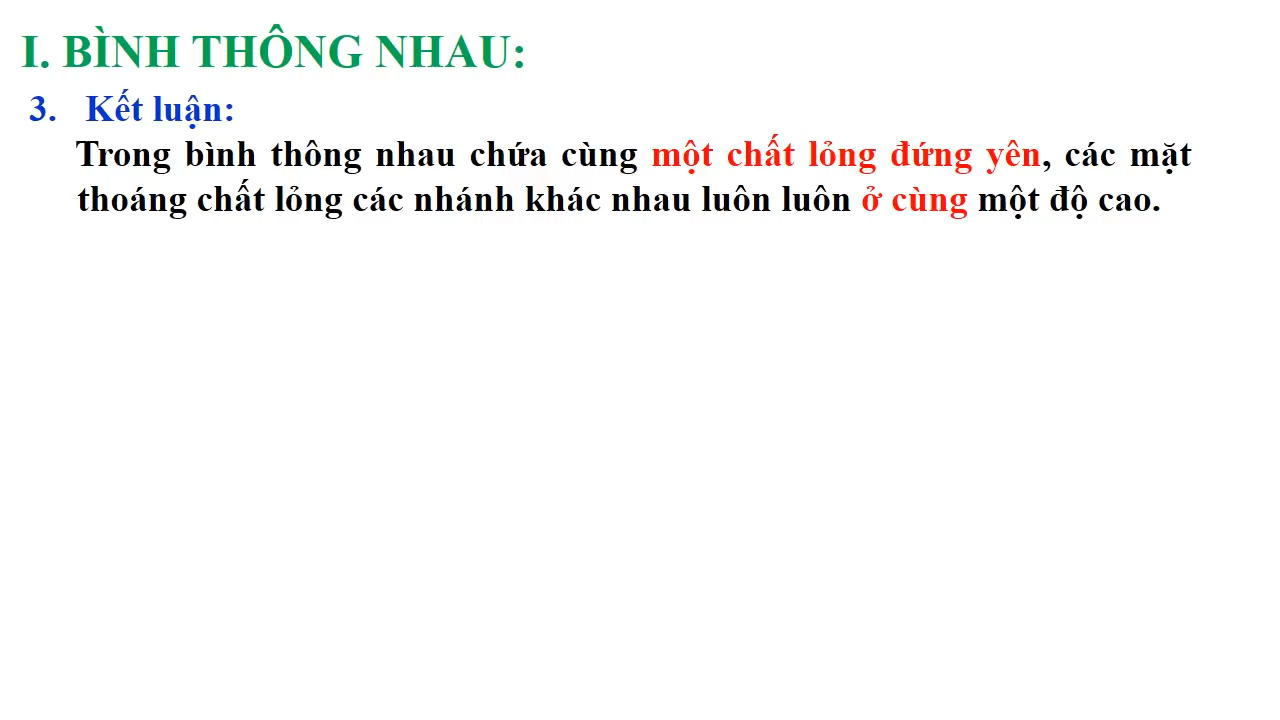 I. BÌNH THÔNG NHAU:
3. Kết luận:
Trong bình thông nhau chứa cùng một chất lỏng đứng yên, các mặt
thoáng chất lỏng các nhánh khác nhau luôn luôn ở cùng một độ cao.